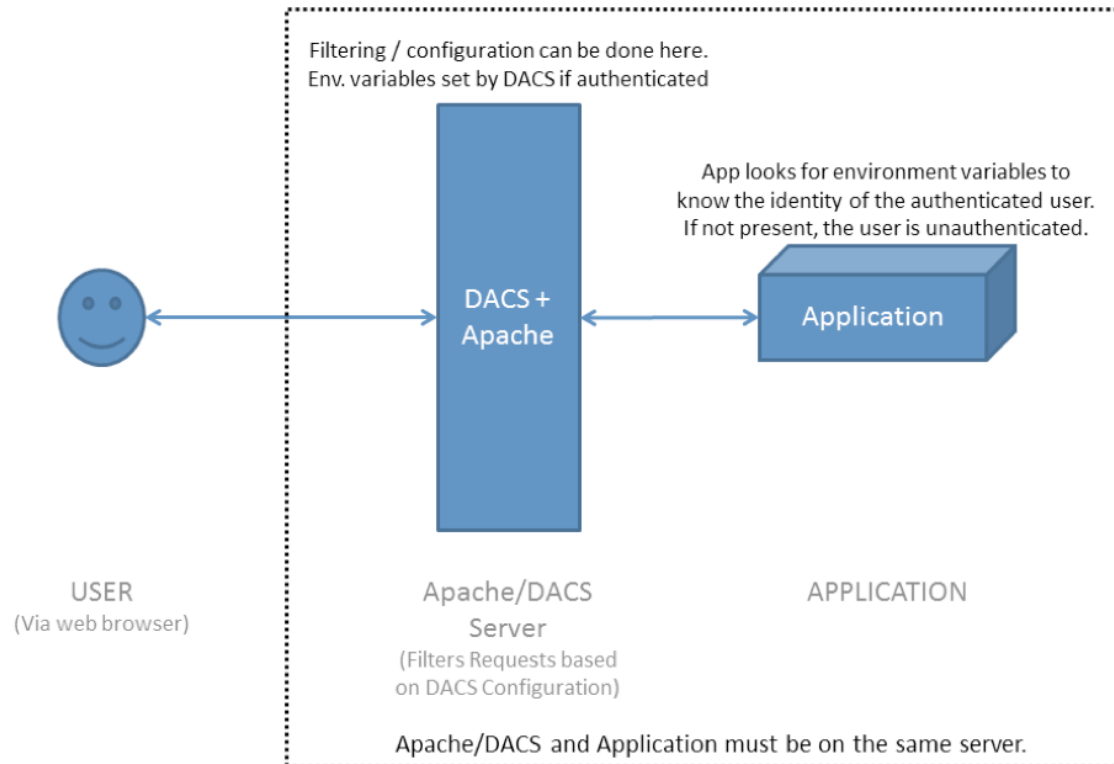 Filtering / configuration can be done here.
Env. variables set by DACS if authenticated
App looks for environment variables to
know the identity of the authenticated user.
If not present, the user is unauthenticated.
DACS +
Apache
Application
USER
(Via web browser)
Apache/DACS
Server
(Filters Requests based
on DACS Configuration)
APPLICATION
Apache/DACS and Application must be on the same server.